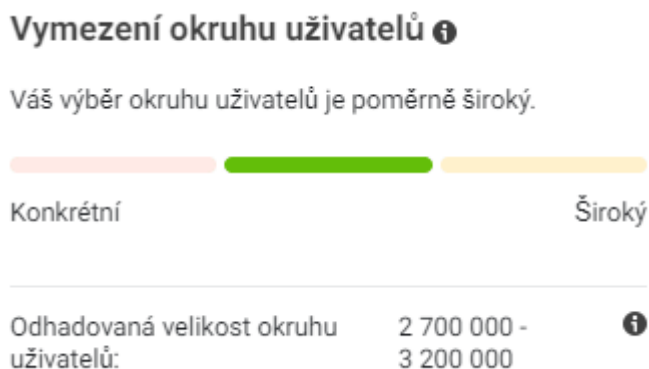 Vymezení okruhu uživatelů
Váš výběr okruhu uživatelů je poměrně široký.
Konkrétní Široký
Odhadovaná velikost okruhu uživatelů: 2 700 000 - 3 200 000